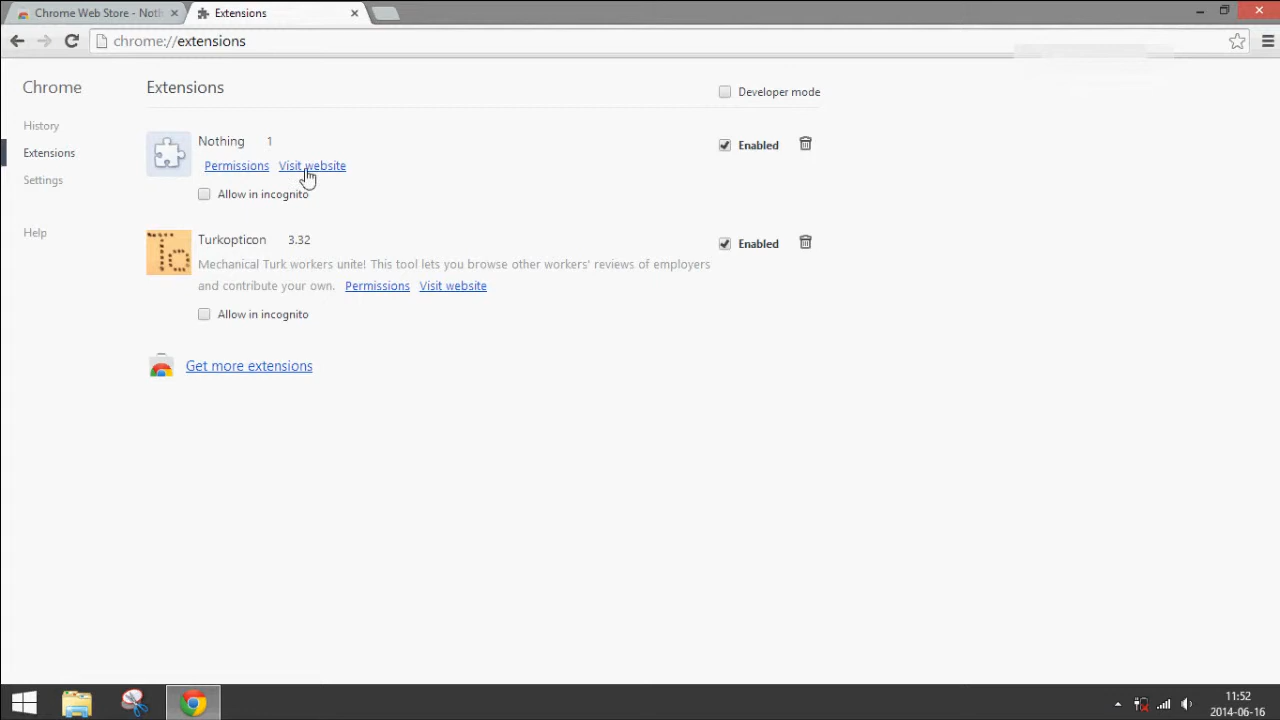 Chrome Web Store - Noth
Extensions
chrome://extensions
Chrome
Extensions
Developer mode
History
Extensions
Settings
Help
Nothing 1
Enabled
Permissions Visit website
Allow in incognito
To
Turkopticon 3.32
Enabled
Mechanical Turk workers unite! This tool lets you browse other workers' reviews of employers
and contribute your own. Permissions Visit website
Allow in incognito
Get more extensions
11:52
2014-06-16